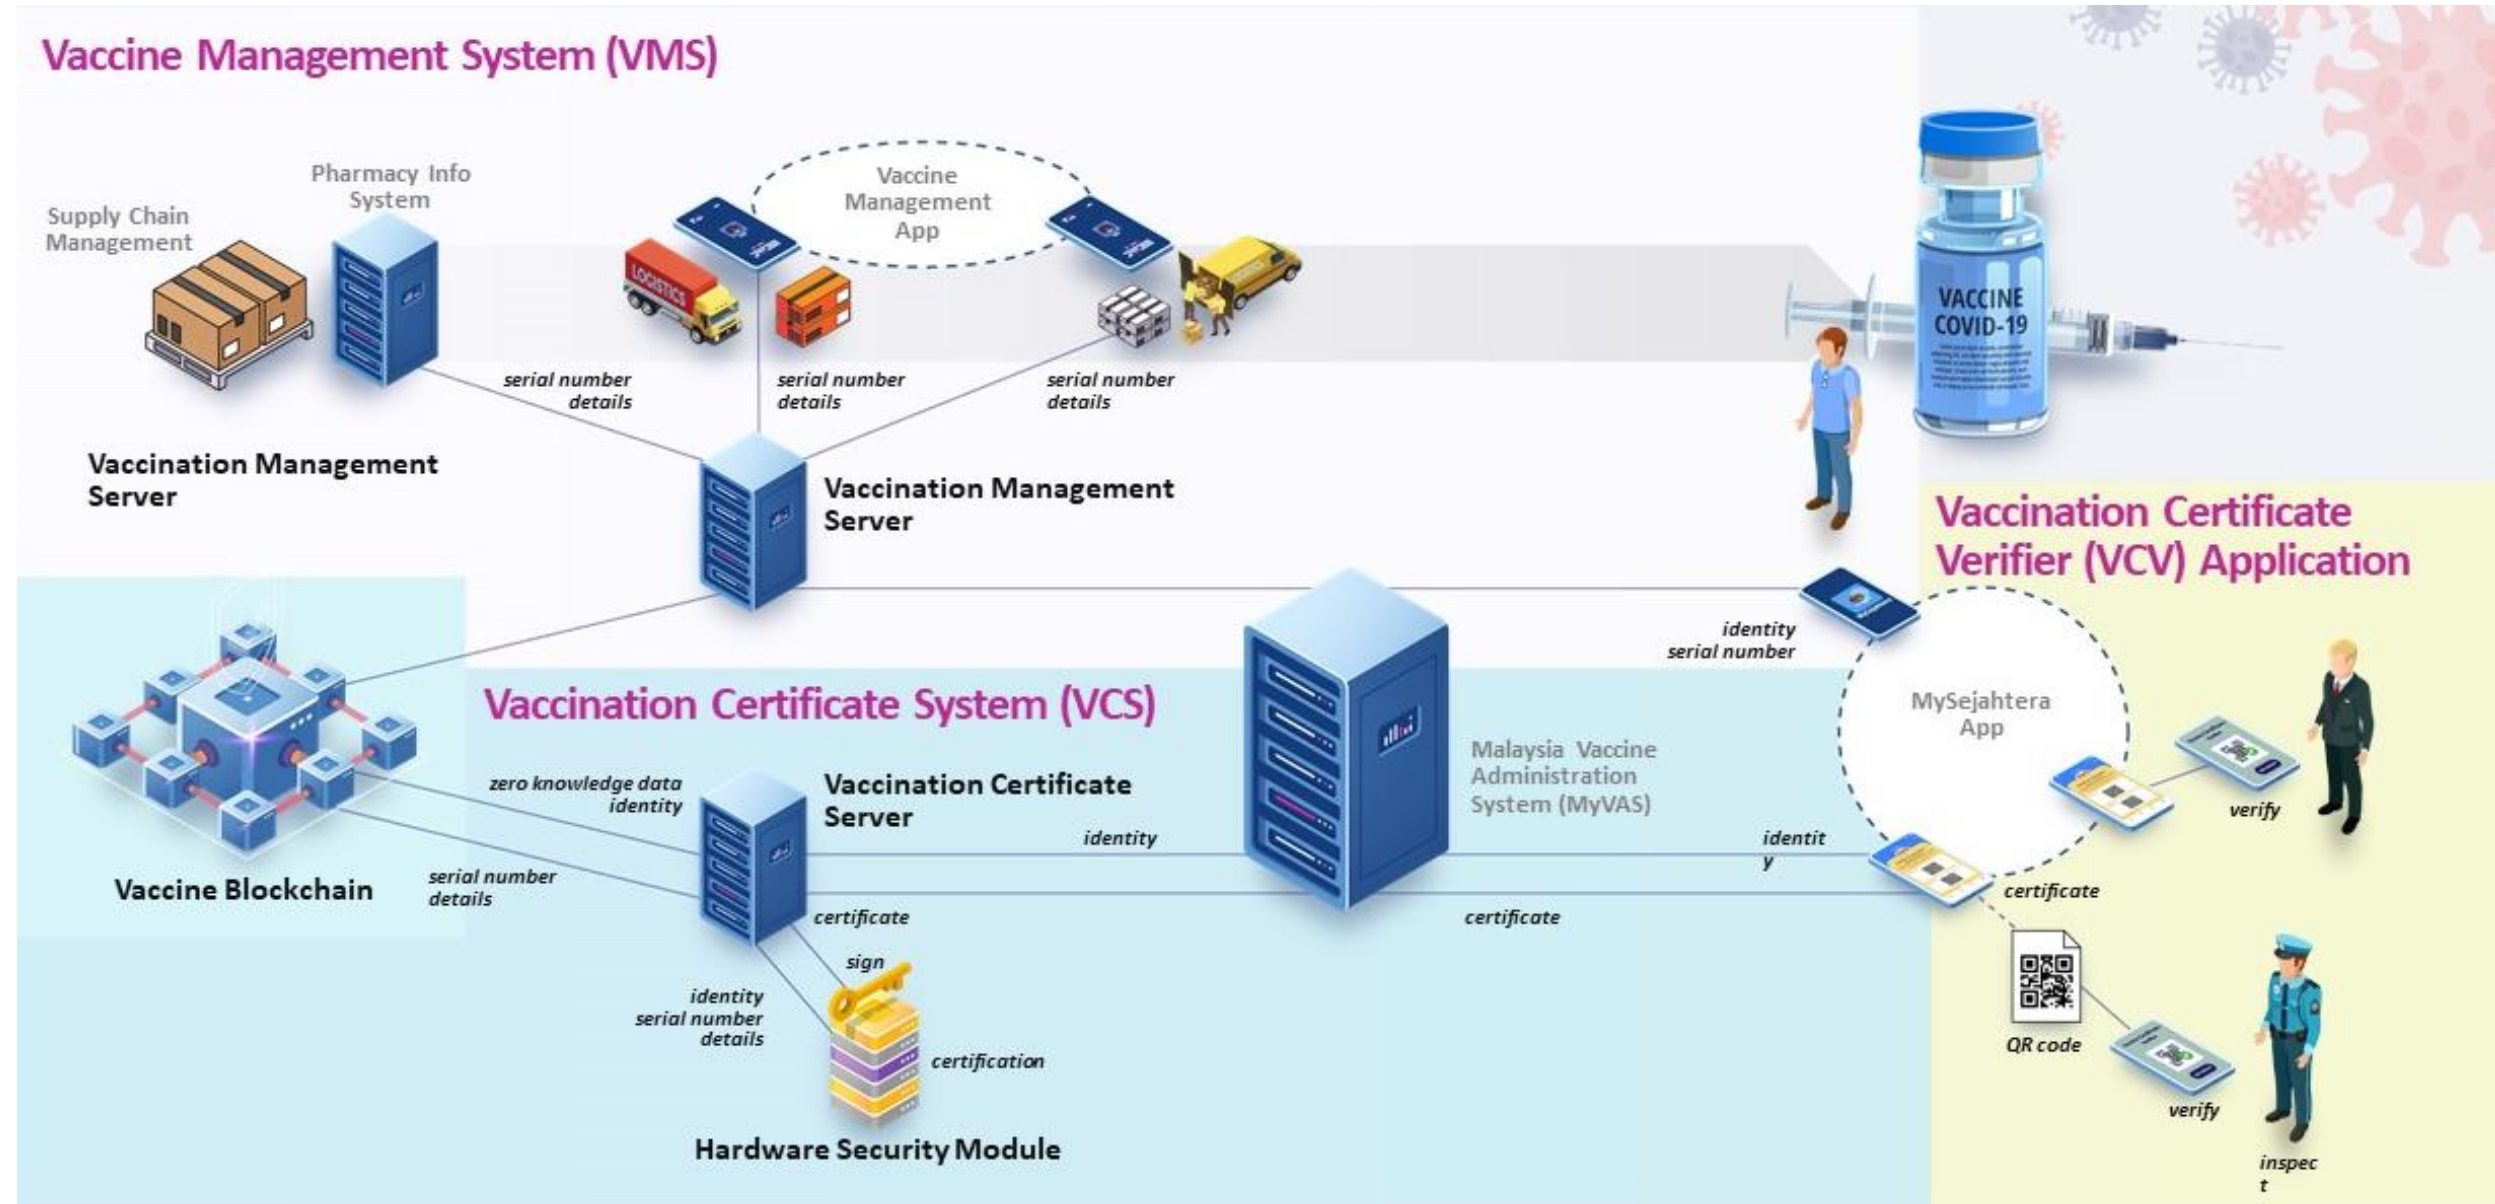 Vaccine Management System (VMS)
Pharmacy Info
System
Supply Chain
Management
Vaccine
Management
App
LOGISTICS
VACCINE
COVID-19
serial number
details
serial number
details
serial number
details
Vaccination Management
Server
Vaccination Management
Server
Vaccination Certificate
Verifier (VCV) Application
identity
serial number
Vaccination Certificate System (VCS)
MySejahtera
App
Malaysia Vaccine
Administration
System (MyVAS)
zero knowledge data
identity
Vaccination Certificate
Server
identity
identit
y
verify
Vaccine Blockchain
serial number
details
certificate
certificate
certificate
sign
identity
serial number
details
certification
QR code
verify
Hardware Security Module
inspec
t